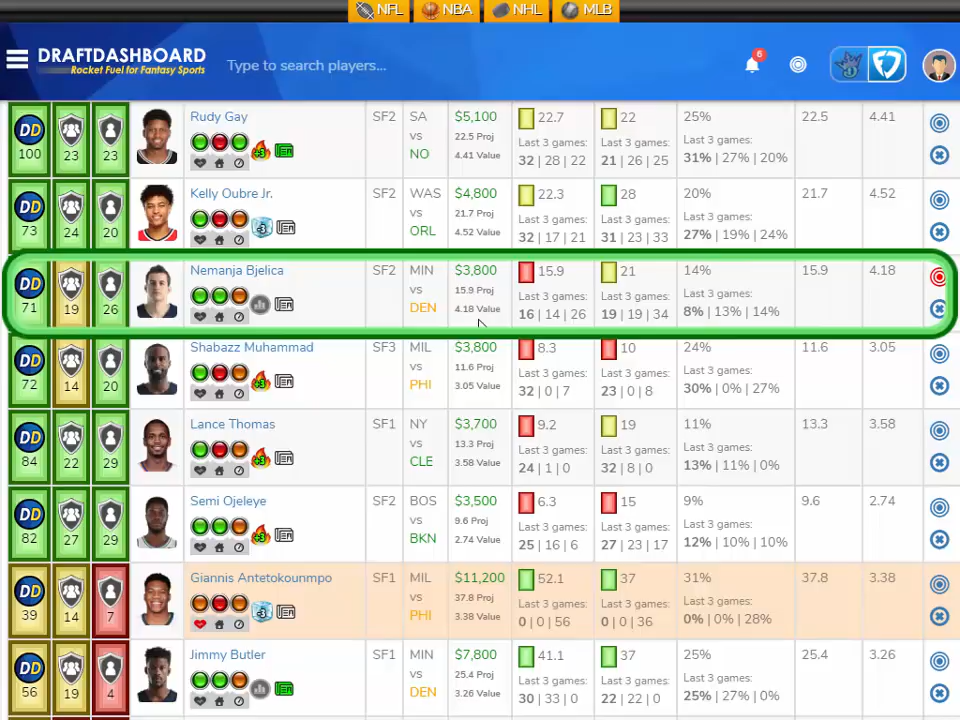 NFL NBA NHL MLB
DRAFTDASHBOARD
Rocket Fuel for Fantasy Sports
Type to search players...
6
DD 100 23 23 Rudy Gay SF2 SA vs NO $5,100 22.5 Proj 4.41 Value 22.7 Last 3 games: 32 | 28 | 22 22 Last 3 games: 21 | 26 | 25 25% Last 3 games: 31% | 27% | 20% 22.5 4.41
+3
DD 73 24 20 Kelly Oubre Jr. SF2 WAS vs ORL $4,800 21.7 Proj 4.52 Value 22.3 Last 3 games: 32 | 17 | 21 28 Last 3 games: 31 | 23 | 33 20% Last 3 games: 27% | 19% | 24% 21.7 4.52
-3
DD 71 19 26 Nemanja Bjelica SF2 MIN vs DEN $3,800 15.9 Proj 4.18 Value 15.9 Last 3 games: 16 | 14 | 26 21 Last 3 games: 19 | 19 | 34 14% Last 3 games: 8% | 13% | 14% 15.9 4.18
DD 72 14 20 Shabazz Muhammad SF3 MIL vs PHI $3,800 11.6 Proj 3.05 Value 8.3 Last 3 games: 32 | 0 | 7 10 Last 3 games: 23 | 0 | 8 24% Last 3 games: 30% | 0% | 27% 11.6 3.05
+3
DD 84 22 29 Lance Thomas SF1 NY vs CLE $3,700 13.3 Proj 3.58 Value 9.2 Last 3 games: 24 | 1 | 0 19 Last 3 games: 32 | 8 | 0 11% Last 3 games: 13% | 11% | 0% 13.3 3.58
+3
DD 82 27 29 Semi Ojeleye SF2 BOS vs BKN $3,500 9.6 Proj 2.74 Value 6.3 Last 3 games: 25 | 16 | 6 15 Last 3 games: 27 | 23 | 17 9% Last 3 games: 12% | 10% | 10% 9.6 2.74
+3
DD 39 14 7 Giannis Antetokounmpo SF1 MIL vs PHI $11,200 37.8 Proj 3.38 Value 52.1 Last 3 games: 0 | 0 | 56 37 Last 3 games: 0 | 0 | 36 31% Last 3 games: 0% | 0% | 28% 37.8 3.38
-3
DD 56 19 4 Jimmy Butler SF1 MIN vs DEN $7,800 25.4 Proj 3.26 Value 41.1 Last 3 games: 30 | 33 | 0 37 Last 3 games: 22 | 22 | 0 25% Last 3 games: 25% | 27% | 0% 25.4 3.26